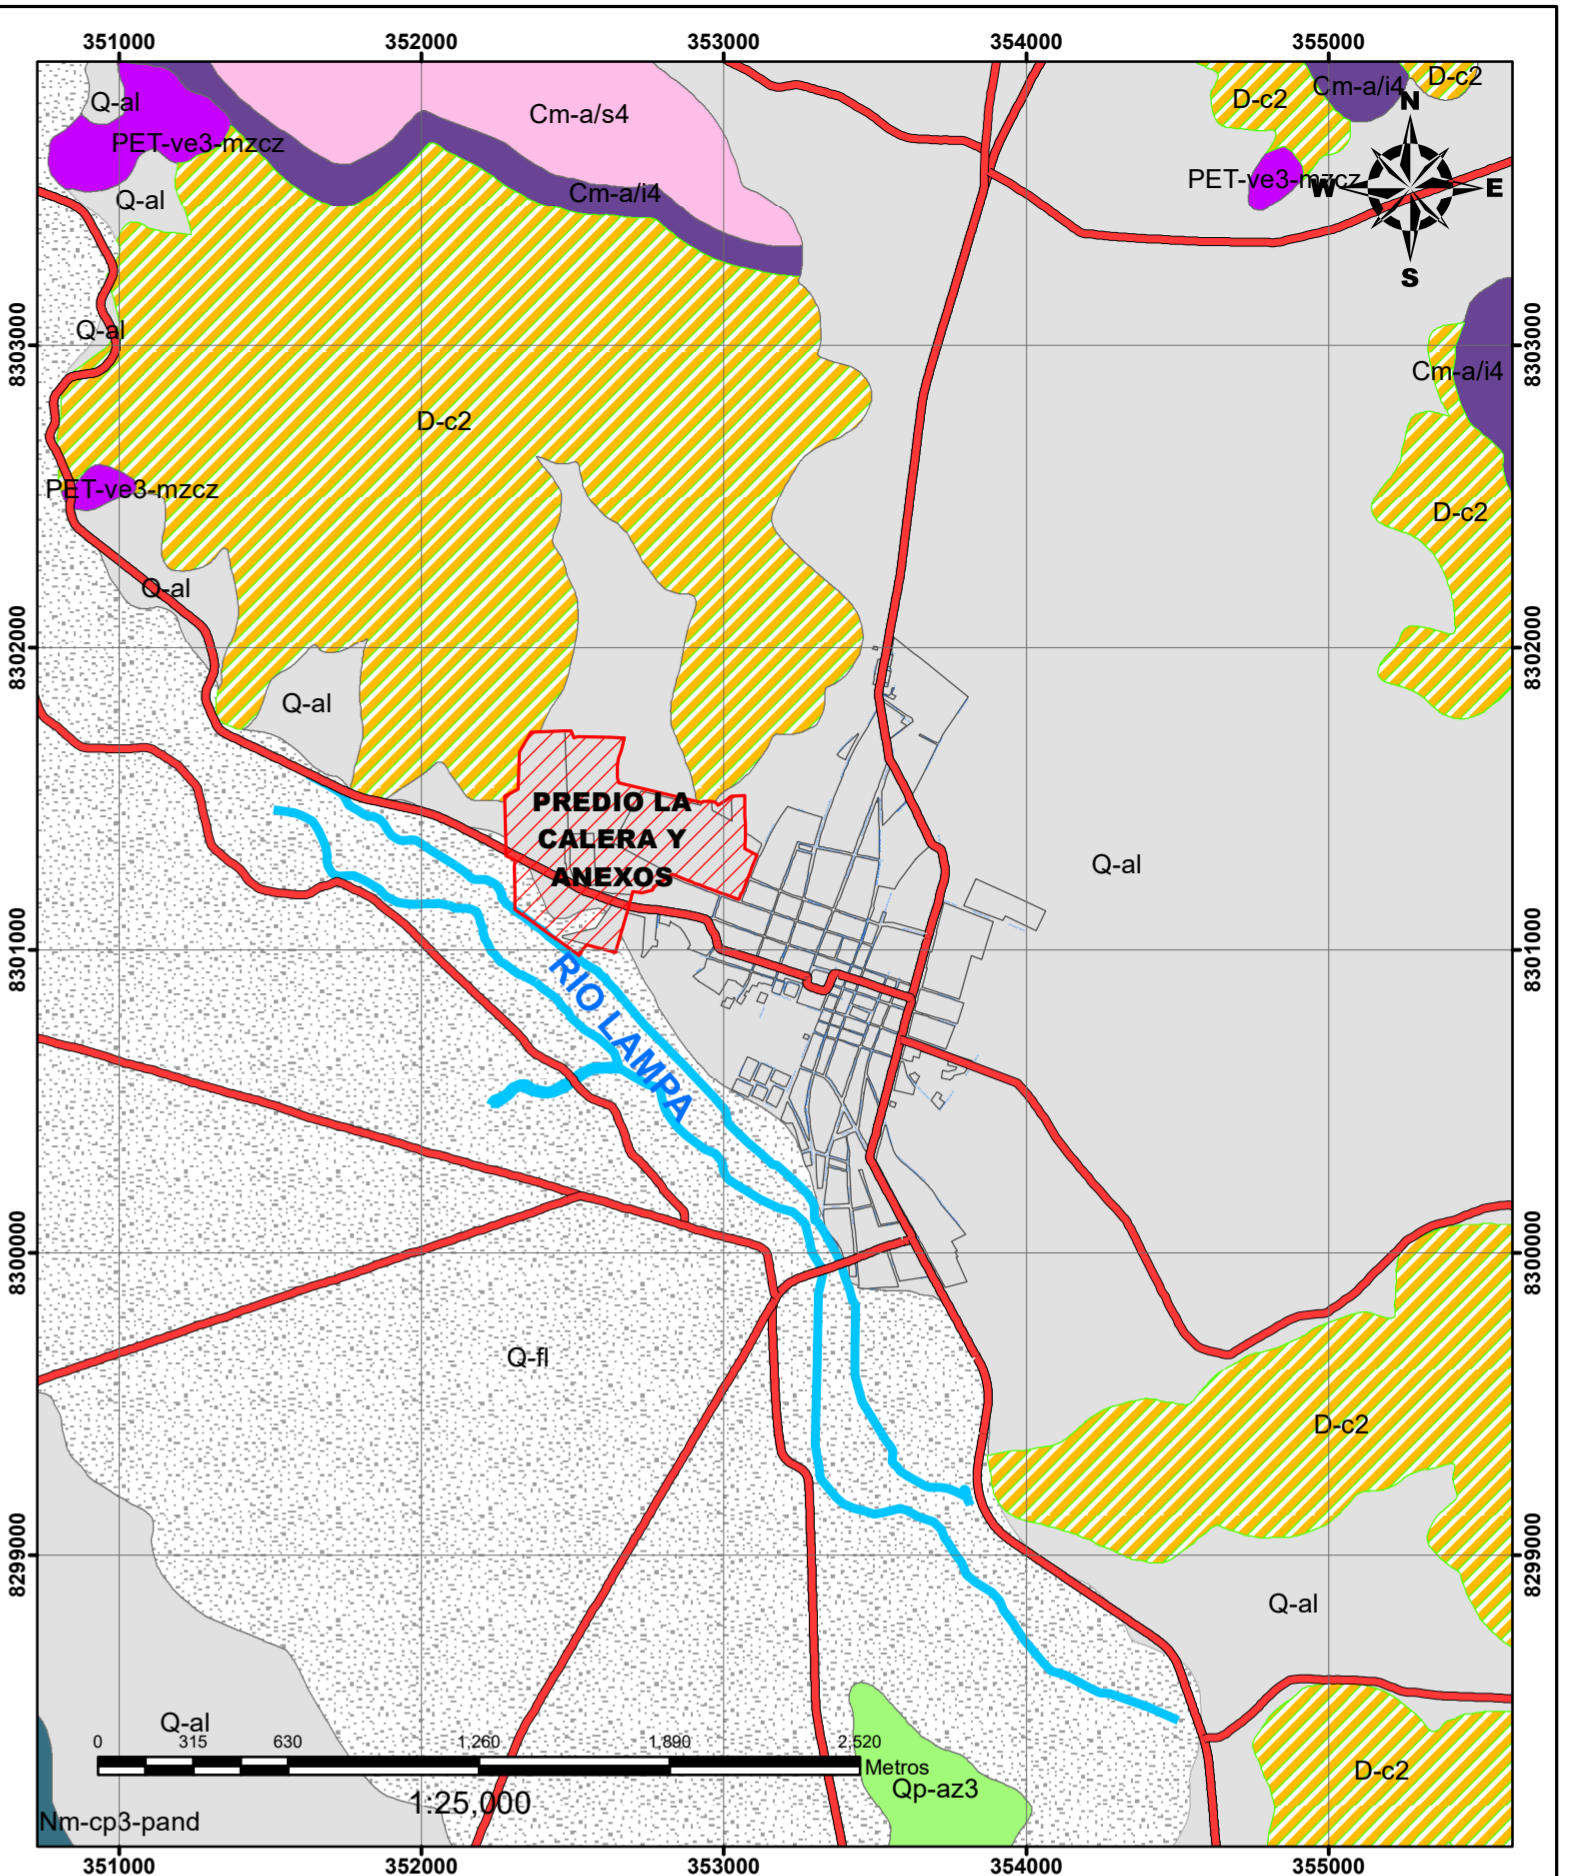 351000 352000 353000 354000 355000
Q-al
PET-ve3-mzcz
Q-al
Cm-a/s4
Cm-a/i4
D-c2
Cm-a/i4
D-c2
PET-ve3-mzcz
N
W
E
S
8303000
8303000
Q-al
Cm-a/i4
D-c2
PET-ve3-mzcz
D-c2
Q-al
8302000
8302000
Q-al
PREDIO LA
CALERA Y
ANEXOS
Q-al
8301000
8301000
RIO LAMPA
8300000
8300000
Q-fl
D-c2
8299000
8299000
Q-al
Q-al
0 315 630 1,260 1,890 2,520
Metros
1:25,000
Qp-az3
D-c2
Nm-cp3-pand
351000 352000 353000 354000 355000